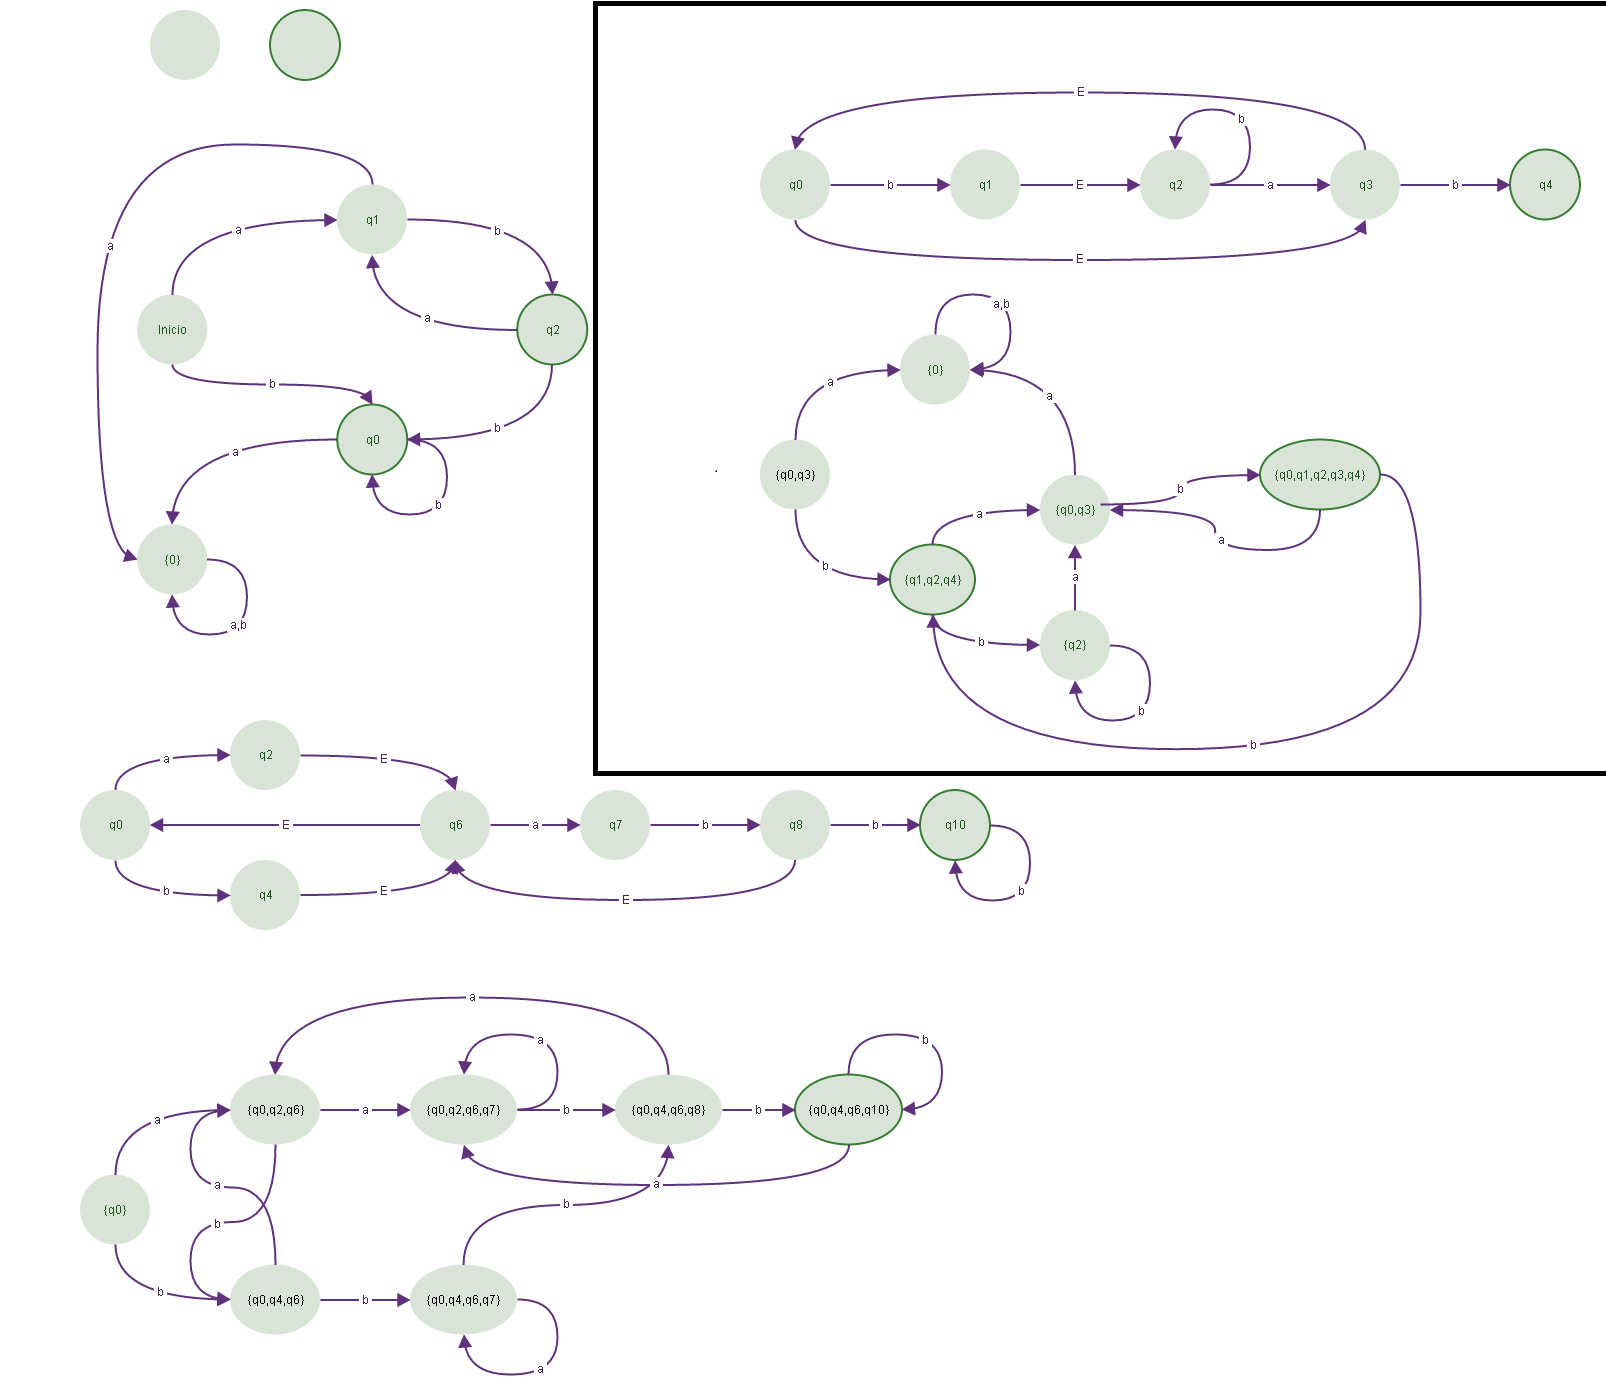 E
b
q0
b
q1
E
q2
a
q3
b
q4
E
a
q1
b
a
a
a
Inicio
q2
b
b
q0
a
b
{0}
a,b
a,b
{0}
a
a
{q0,q3}
.
{q0,q3}
b
{q0,q1,q2,q3,q4}
a
a
b
{q1,q2,q4}
a
b
{q2}
b
b
a
q2
E
q0
E
q6
a
q7
b
q8
b
q10
b
q4
E
E
b
a
a
b
a
{q0,q2,q6}
a
{q0,q2,q6,q7}
b
{q0,q4,q6,q8}
b
{q0,q4,q6,q10}
a
a
{q0}
b
b
b
{q0,q4,q6}
b
{q0,q4,q6,q7}
a